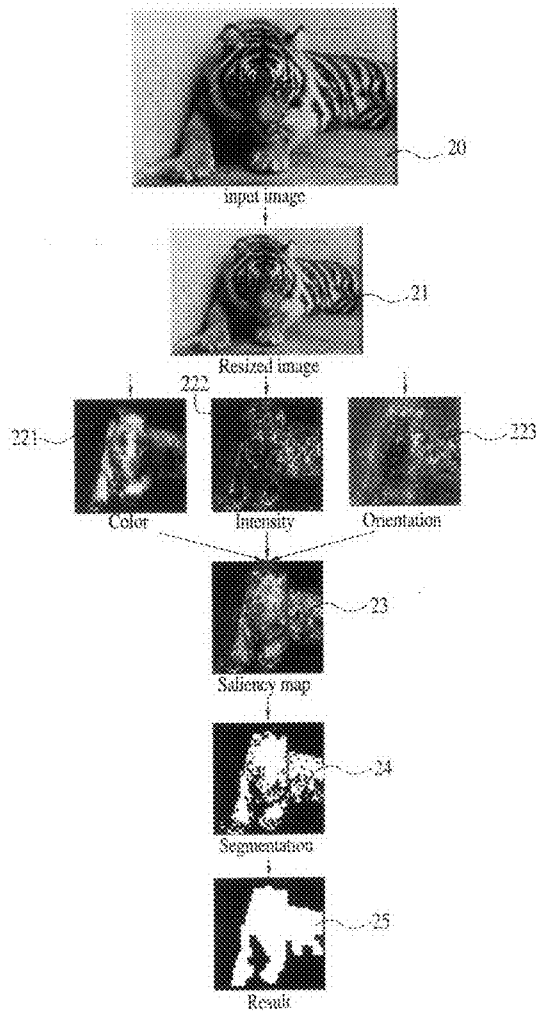 20
input image
21
Resized image
222
221
223
Color
Intensity
Orientation
23
Saliency map
24
Segmentation
25
Result